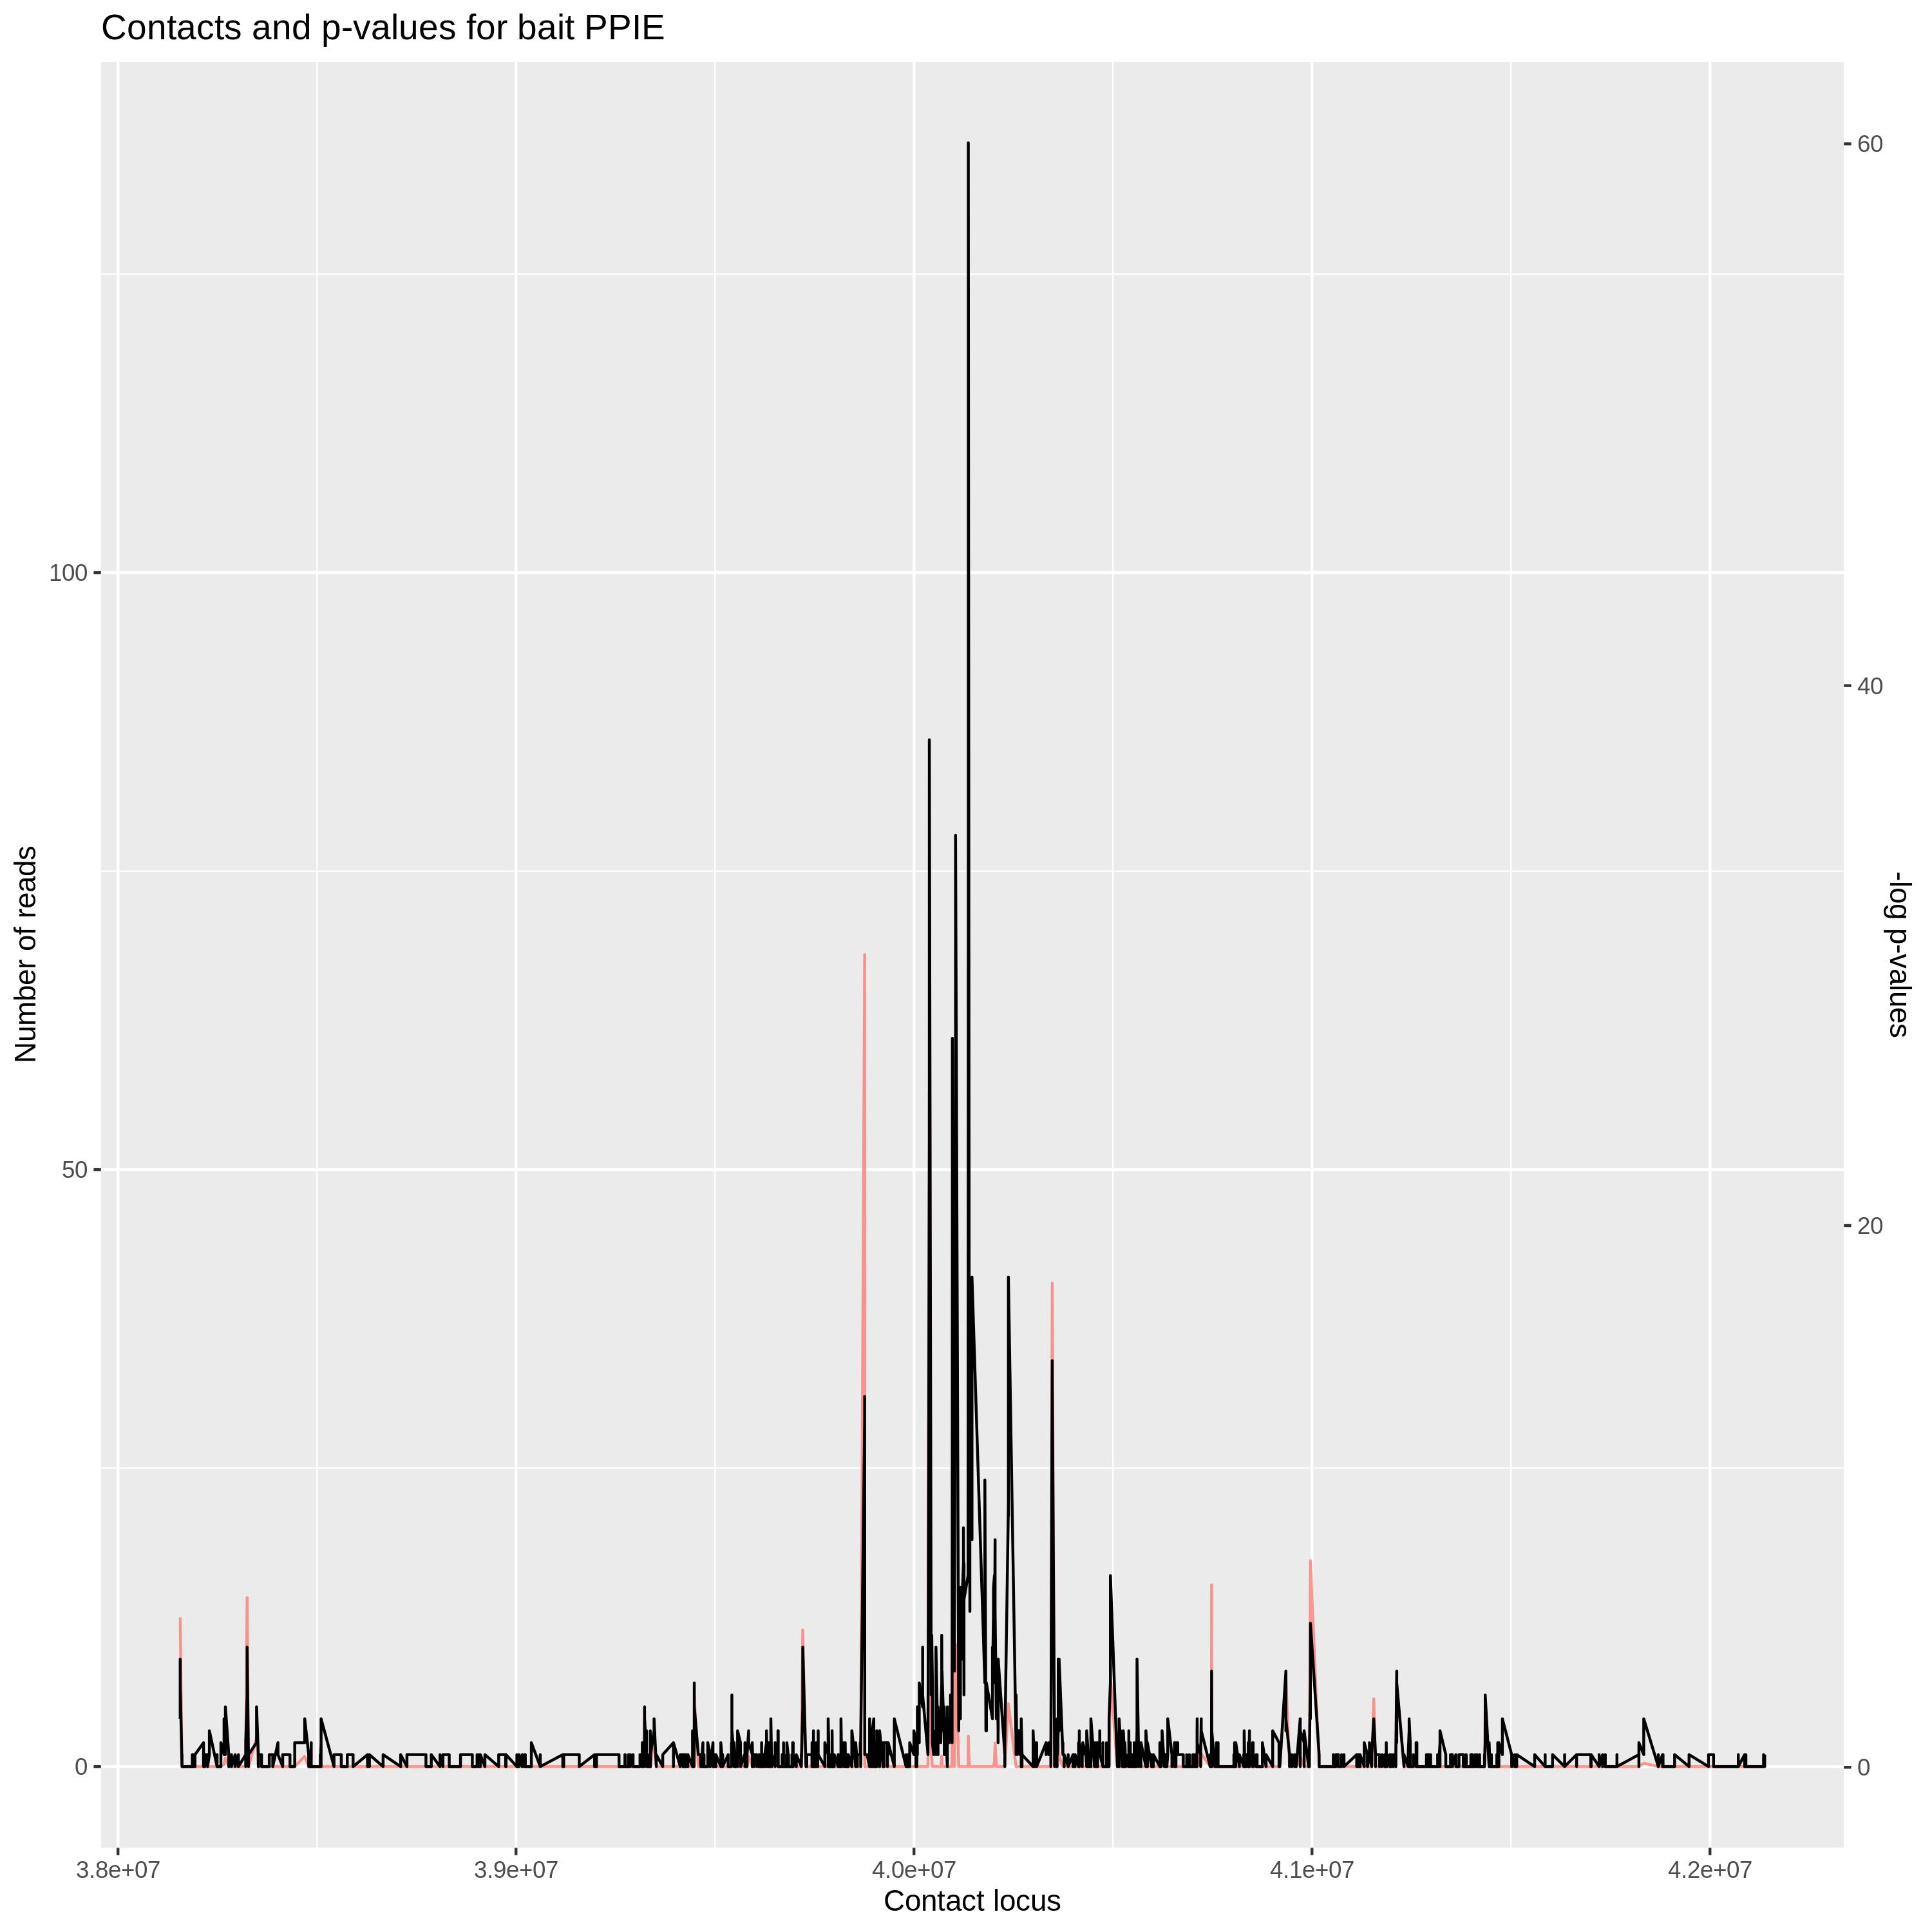 Contacts and p-values for bait PPIE
Number of reads
100
50
0
60
40
20
0
-log p-values
3.8e+07
3.9e+07
4.0e+07
4.1e+07
4.2e+07
Contact locus